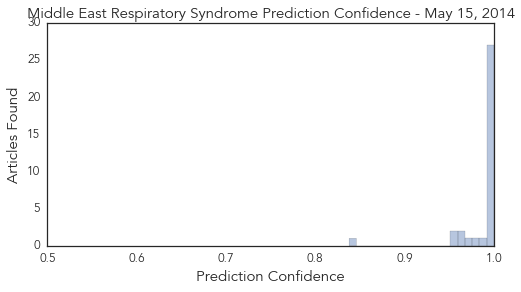 Middle East Respiratory Syndrome Prediction Confidence - May 15, 2014
30
25
20
15
10
5
0
Articles Found
0.5 0.6 0.7 0.8 0.9 1.0
Prediction Confidence